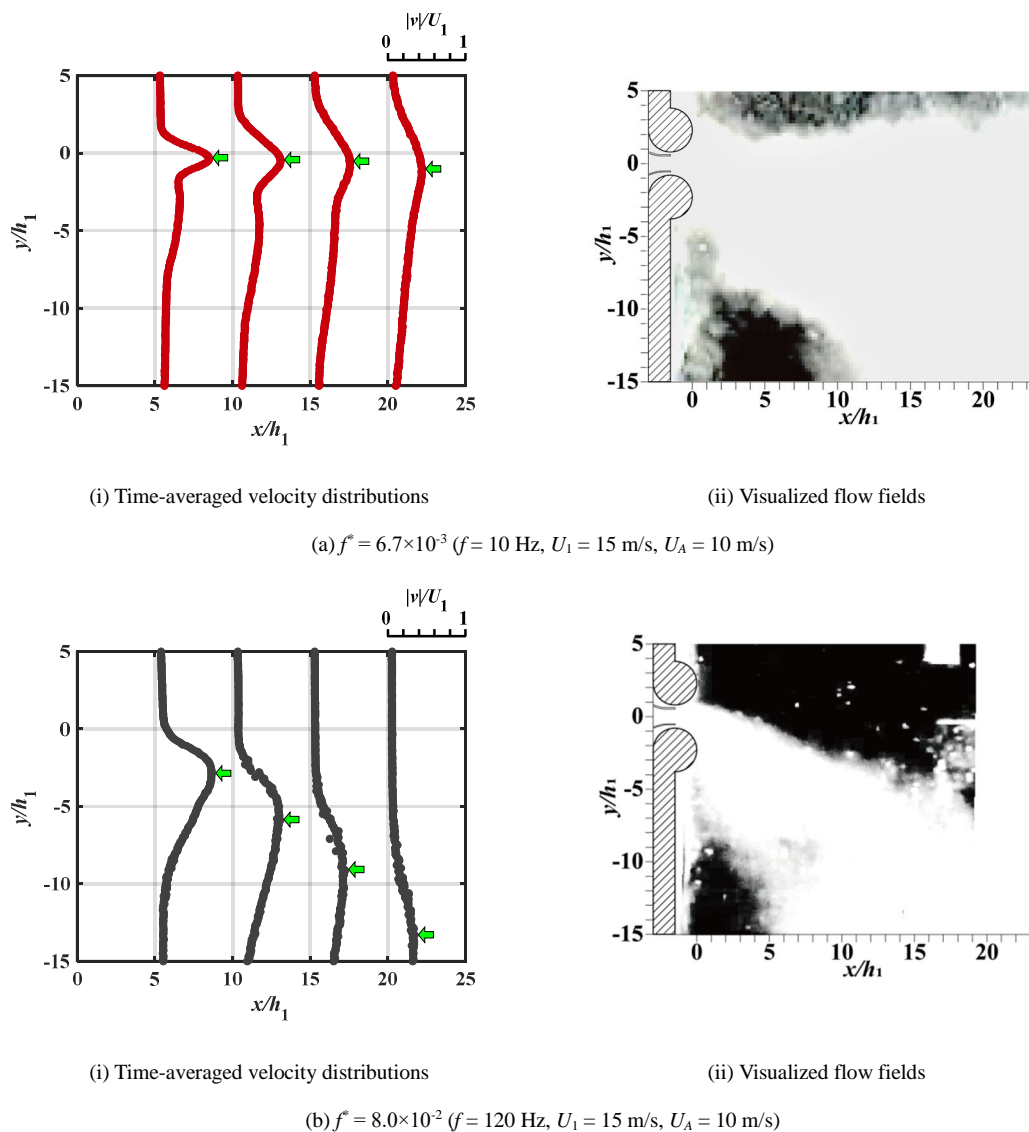 |v|/U1
0 1
5
0
-5
-10
-15
y/h1
0 5 10 15 20 25
x/h1
5
0
-5
-10
-15
y/h1
0 5 10 15 20
x/h1
(i) Time-averaged velocity distributions
(ii) Visualized flow fields
(a) f* = 6.7×10-3 (f = 10 Hz, U1 = 15 m/s, UA = 10 m/s)
|v|/U1
0 1
5
0
-5
-10
-15
y/h1
0 5 10 15 20 25
x/h1
5
0
-5
-10
-15
y/h1
0 5 10 15 20
x/h1
(i) Time-averaged velocity distributions
(ii) Visualized flow fields
(b) f* = 8.0×10-2 (f = 120 Hz, U1 = 15 m/s, UA = 10 m/s)